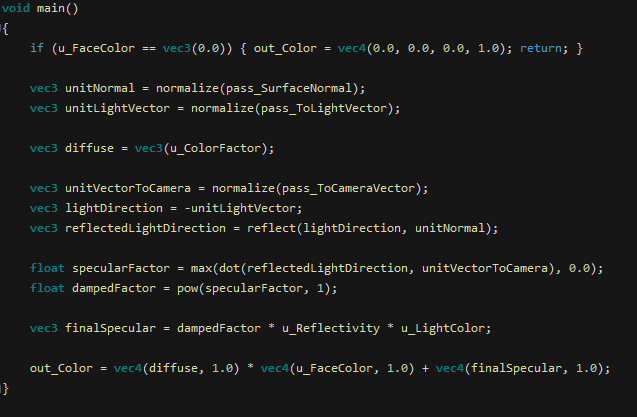 void main()
{
if (u_FaceColor == vec3(0.0)) { out_Color = vec4(0.0, 0.0, 0.0, 1.0); return; }
vec3 unitNormal = normalize(pass_SurfaceNormal);
vec3 unitLightVector = normalize(pass_ToLightVector);
vec3 diffuse = vec3(u_ColorFactor);
vec3 unitVectorToCamera = normalize(pass_ToCameraVector);
vec3 lightDirection = -unitLightVector;
vec3 reflectedLightDirection = reflect(lightDirection, unitNormal);
float specularFactor = max(dot(reflectedLightDirection, unitVectorToCamera), 0.0);
float dampedFactor = pow(specularFactor, 1);
vec3 finalSpecular = dampedFactor * u_Reflectivity * u_LightColor;
out_Color = vec4(diffuse, 1.0) * vec4(u_FaceColor, 1.0) + vec4(finalSpecular, 1.0);
}